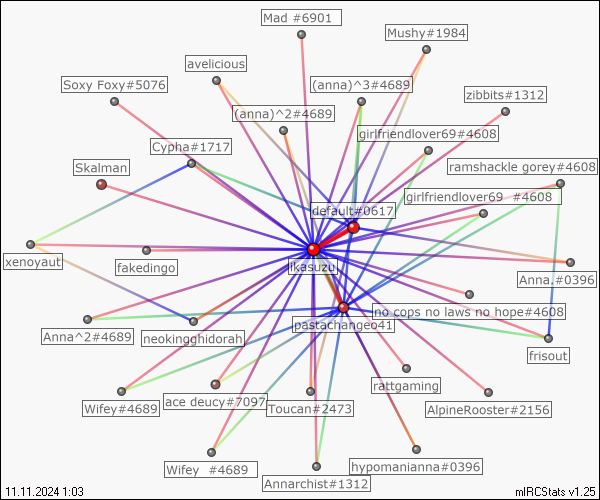 Mad #6901
Mushy#1984
avelicious
Soxy Foxy#5076
(anna)^3#4689
zibbits#1312
(anna)^2#4689
girlfriendlover69#4608
Cypha#1717
Skalman
ramshackle gorey#4608
girlfriendlover69 #4608
default#0617
xenoyaut
fakedingo
likasuzu
Anna.#0396
no cops no laws no hope#4608
pastachangeo41
Anna^2#4689
neokingghidorah
frisout
rattgaming
Wifey#4689
ace deucy#7097
Toucan#2473
AlpineRooster#2156
Wifey #4689
hypomanianna#0396
Annarchist#1312
11.11.2024 1:03
mIRCStats v1.25